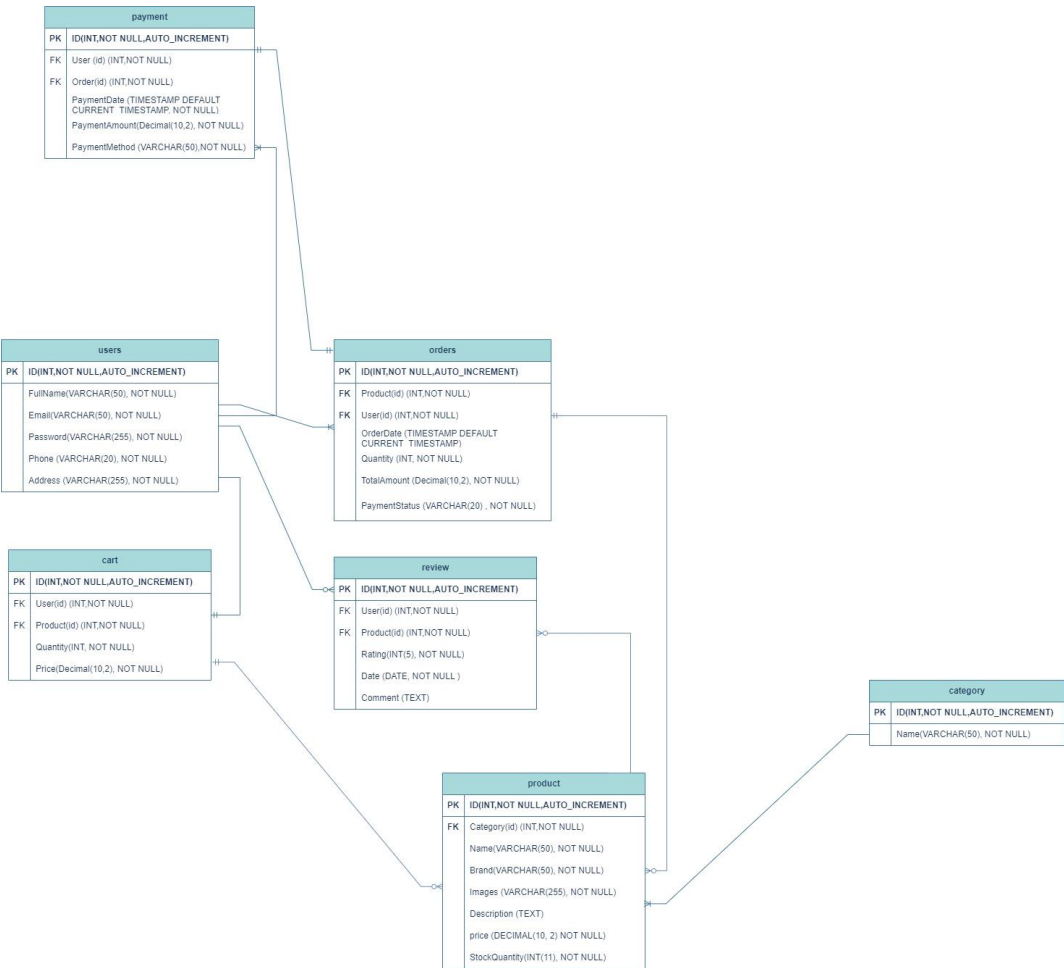 payment
PK ID(INT,NOT NULL,AUTO_INCREMENT)
FK User (id) (INT,NOT NULL)
FK Order(id) (INT,NOT NULL)
PaymentDate (TIMESTAMP DEFAULT
CURRENT_TIMESTAMP, NOT NULL)
PaymentAmount(Decimal(10,2), NOT NULL)
PaymentMethod (VARCHAR(50),NOT NULL)
users
PK ID(INT,NOT NULL,AUTO_INCREMENT)
FullName(VARCHAR(50), NOT NULL)
Email(VARCHAR(50), NOT NULL)
Password(VARCHAR(255), NOT NULL)
Phone (VARCHAR(20), NOT NULL)
Address (VARCHAR(255), NOT NULL)
orders
PK ID(INT,NOT NULL,AUTO_INCREMENT)
FK Product(id) (INT,NOT NULL)
FK User(id) (INT,NOT NULL)
OrderDate (TIMESTAMP DEFAULT
CURRENT_TIMESTAMP)
Quantity (INT, NOT NULL)
TotalAmount (Decimal(10,2), NOT NULL)
PaymentStatus (VARCHAR(20) , NOT NULL)
cart
PK ID(INT,NOT NULL,AUTO_INCREMENT)
FK User(id) (INT,NOT NULL)
FK Product(id) (INT,NOT NULL)
Quantity(INT, NOT NULL)
Price(Decimal(10,2), NOT NULL)
review
PK ID(INT,NOT NULL,AUTO_INCREMENT)
FK User(id) (INT,NOT NULL)
FK Product(id) (INT,NOT NULL)
Rating(INT(5), NOT NULL)
Date (DATE, NOT NULL )
Comment (TEXT)
category
PK ID(INT,NOT NULL,AUTO_INCREMENT)
Name(VARCHAR(50), NOT NULL)
product
PK ID(INT,NOT NULL,AUTO_INCREMENT)
FK Category(id) (INT,NOT NULL)
Name(VARCHAR(50), NOT NULL)
Brand(VARCHAR(50), NOT NULL)
Images (VARCHAR(255), NOT NULL)
Description (TEXT)
price (DECIMAL(10, 2) NOT NULL)
StockQuantity(INT(11), NOT NULL)